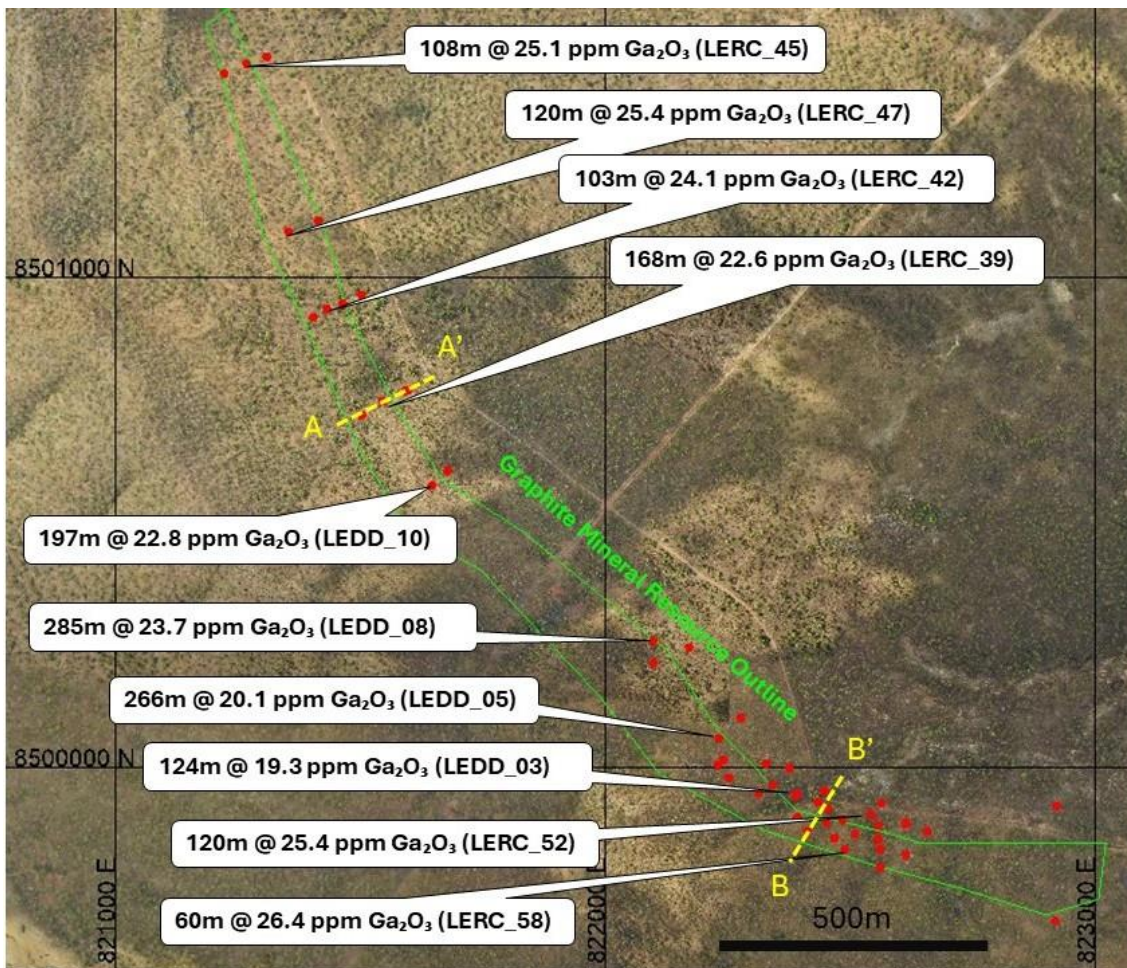 108m @ 25.1 ppm Ga₂O₃ (LERC_45)
120m @ 25.4 ppm Ga₂O₃ (LERC_47)
103m @ 24.1 ppm Ga₂O₃ (LERC_42)
8501000 N
168m @ 22.6 ppm Ga₂O₃ (LERC_39)
A'
A
Graphite Mineral Resource Outline
197m @ 22.8 ppm Ga₂O₃ (LEDD_10)
285m @ 23.7 ppm Ga₂O₃ (LEDD_08)
266m @ 20.1 ppm Ga₂O₃ (LEDD_05)
8500000 N
B'
124m @ 19.3 ppm Ga₂O₃ (LEDD_03)
120m @ 25.4 ppm Ga₂O₃ (LERC_52)
B
60m @ 26.4 ppm Ga₂O₃ (LERC_58)
500m
821000 E
822000 E
823000 E